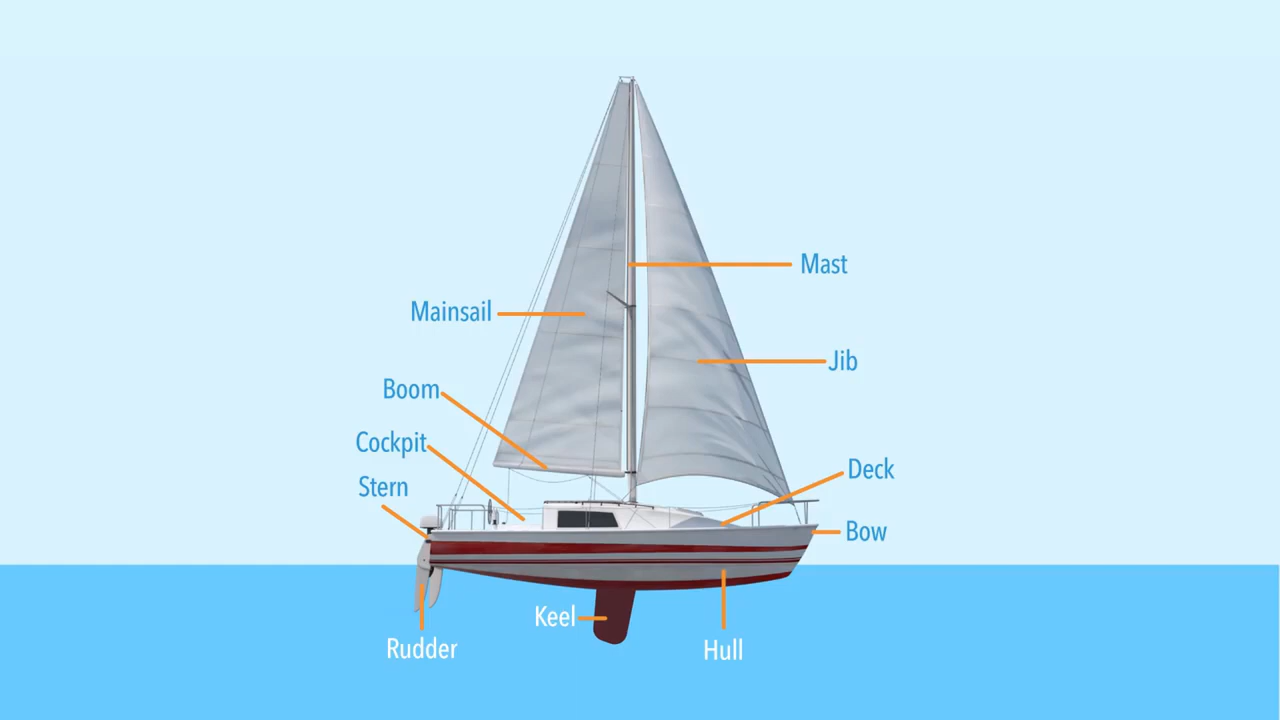 Mast
Mainsail
Jib
Boom
Cockpit
Deck
Stern
Bow
Keel
Rudder
Hull